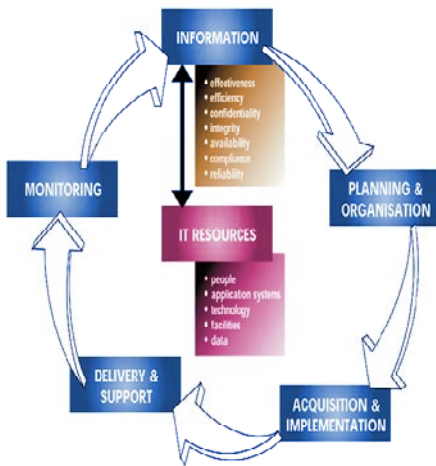 INFORMATION
• effectiveness
• efficiency
• confidentiality
• integrity
• availability
• compliance
• reliability
MONITORING
PLANNING &
ORGANISATION
IT RESOURCES
• people
• application systems
• technology
• facilities
• data
DELIVERY &
SUPPORT
ACQUISITION &
IMPLEMENTATION